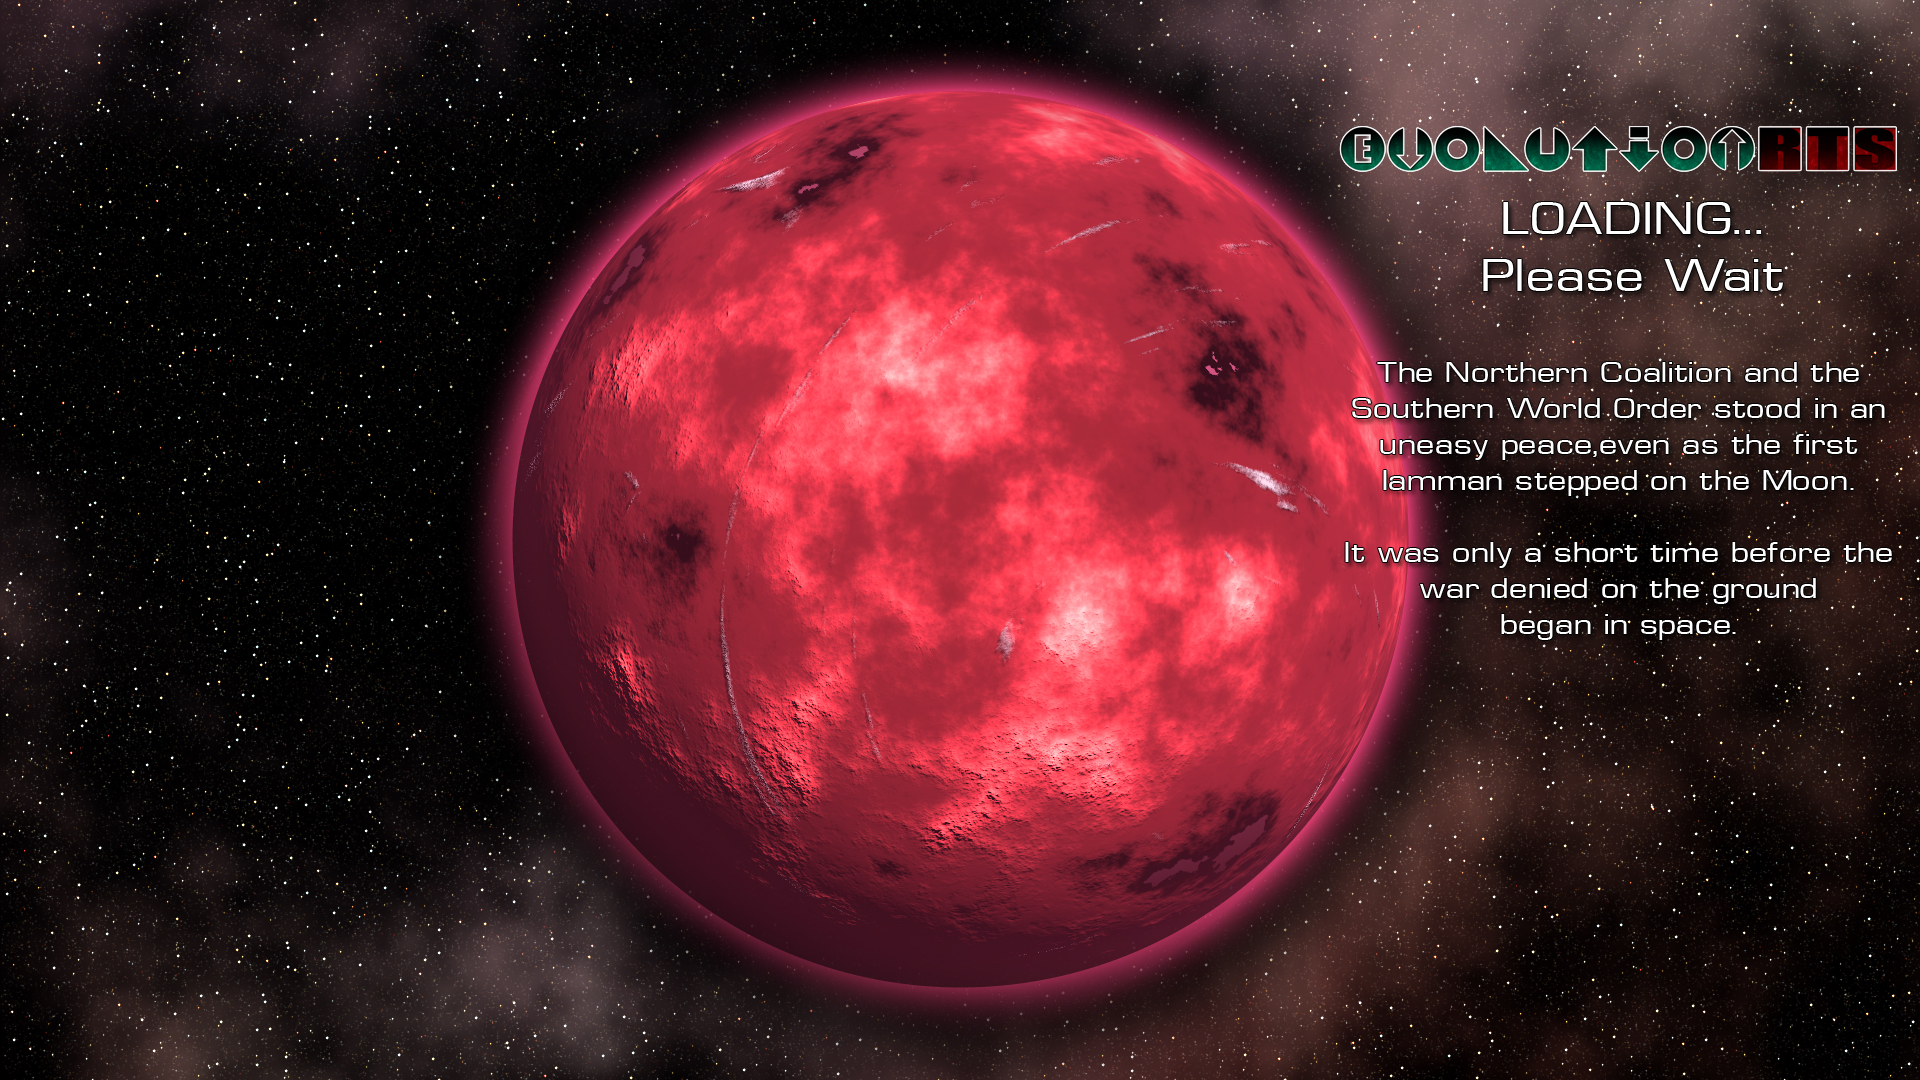 EVOLUTION RTS
LOADING...
Please Wait
The Northern Coalition and the
Southern World Order stood in an
uneasy peace,even as the first
lamman stepped on the Moon.
It was only a short time before the
war denied on the ground
began in space.